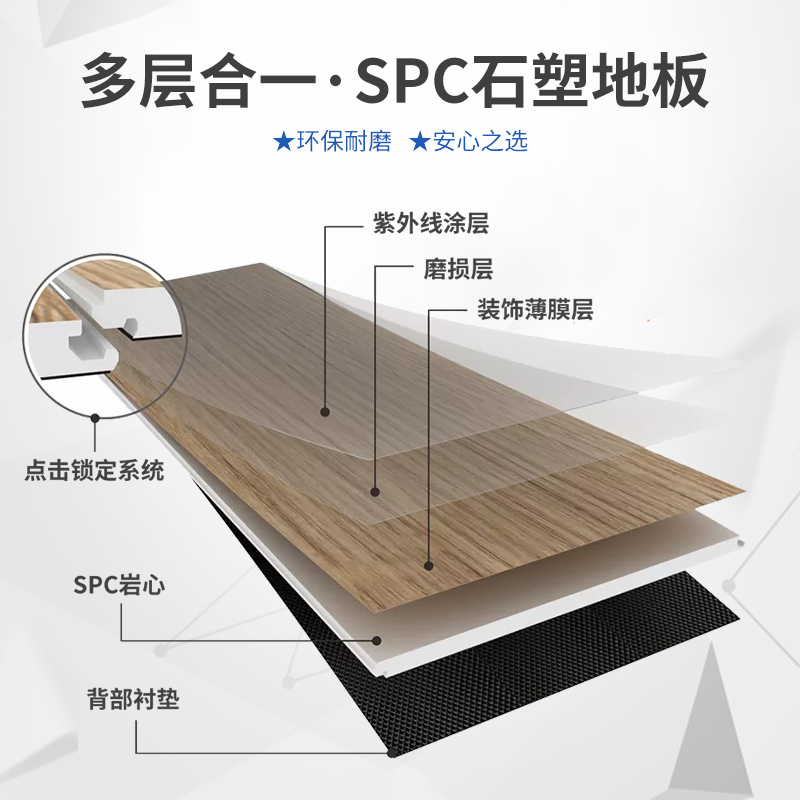 多层合一·SPC石塑地板
★环保耐磨 ★安心之选
紫外线涂层
磨损层
装饰薄膜层
点击锁定系统
SPC岩心
背部衬垫